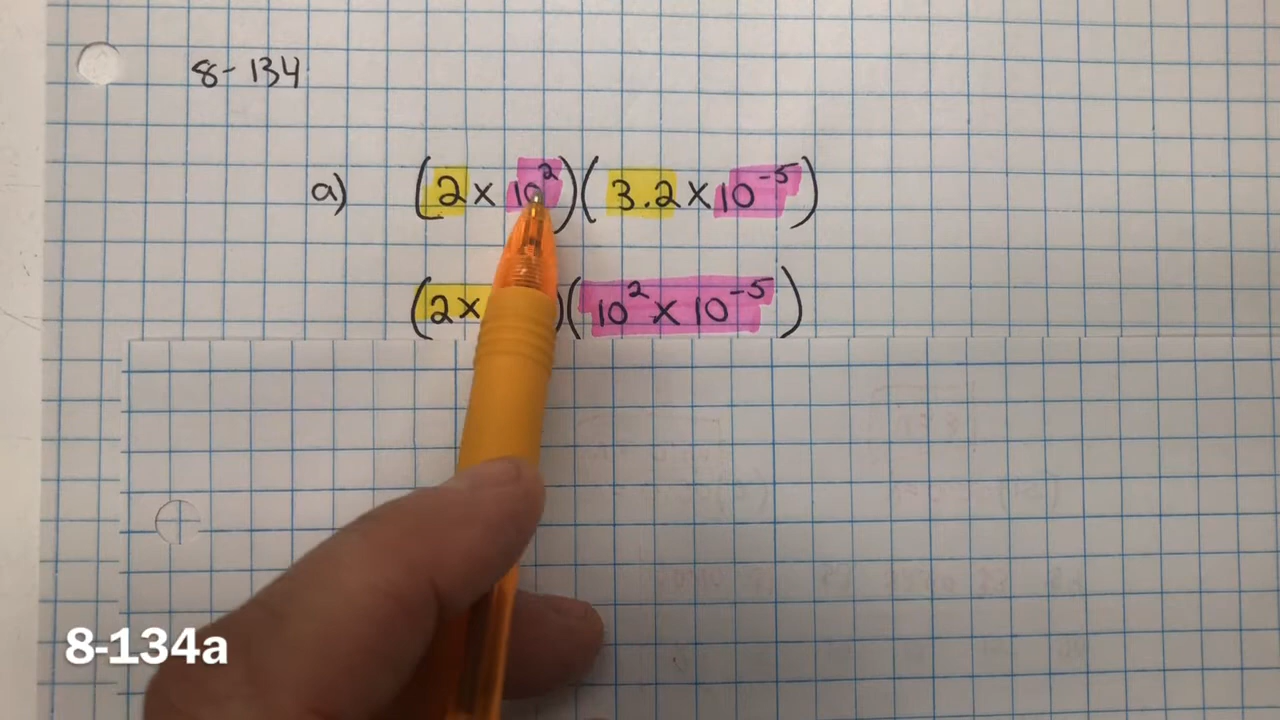 8-134
a) (2 x 10²)(3.2 x 10⁻⁵)
(2 x )(10² x 10⁻⁵)
8-134a